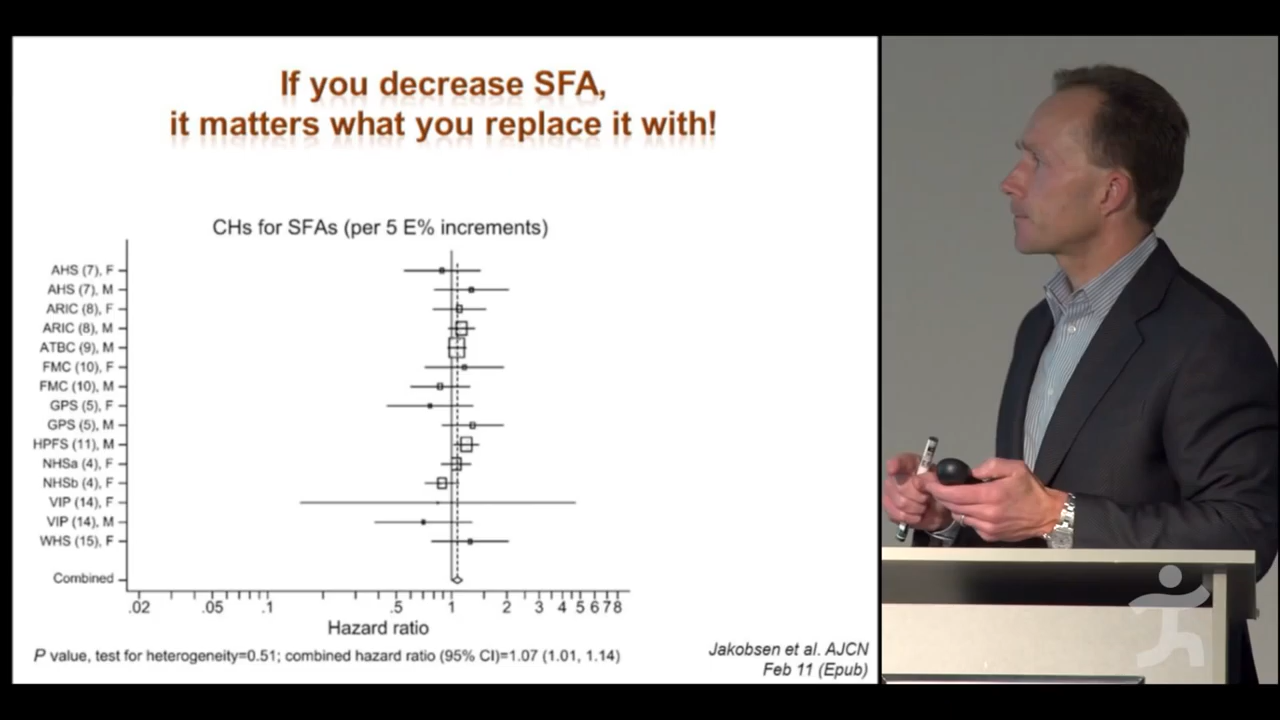 If you decrease SFA,
it matters what you replace it with!
CHs for SFAs (per 5 E% increments)
AHS (7), F
AHS (7), M
ARIC (8), F
ARIC (8), M
ATBC (9), M
FMC (10), F
FMC (10), M
GPS (5), F
GPS (5), M
HPFS (11), M
NHSa (4), F
NHSb (4), F
VIP (14), F
VIP (14), M
WHS (15), F
Combined
.02 .05 .1 .5 1 2 3 4 5 6 7 8
Hazard ratio
P value, test for heterogeneity=0.51; combined hazard ratio (95% CI)=1.07 (1.01, 1.14)
Jakobsen et al. AJCN
Feb 11 (Epub)